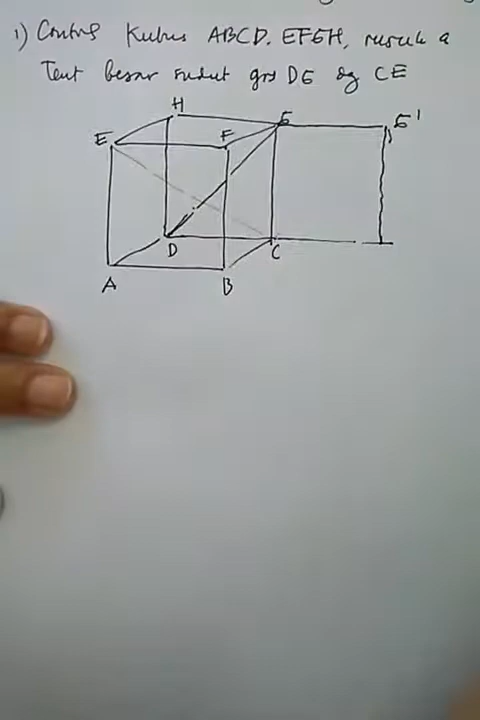 1) Contoh Kubus ABCD. EFGH, rusuk a
Tent besar sudut grs DG dg CE
H
E F G G'
D C
A B